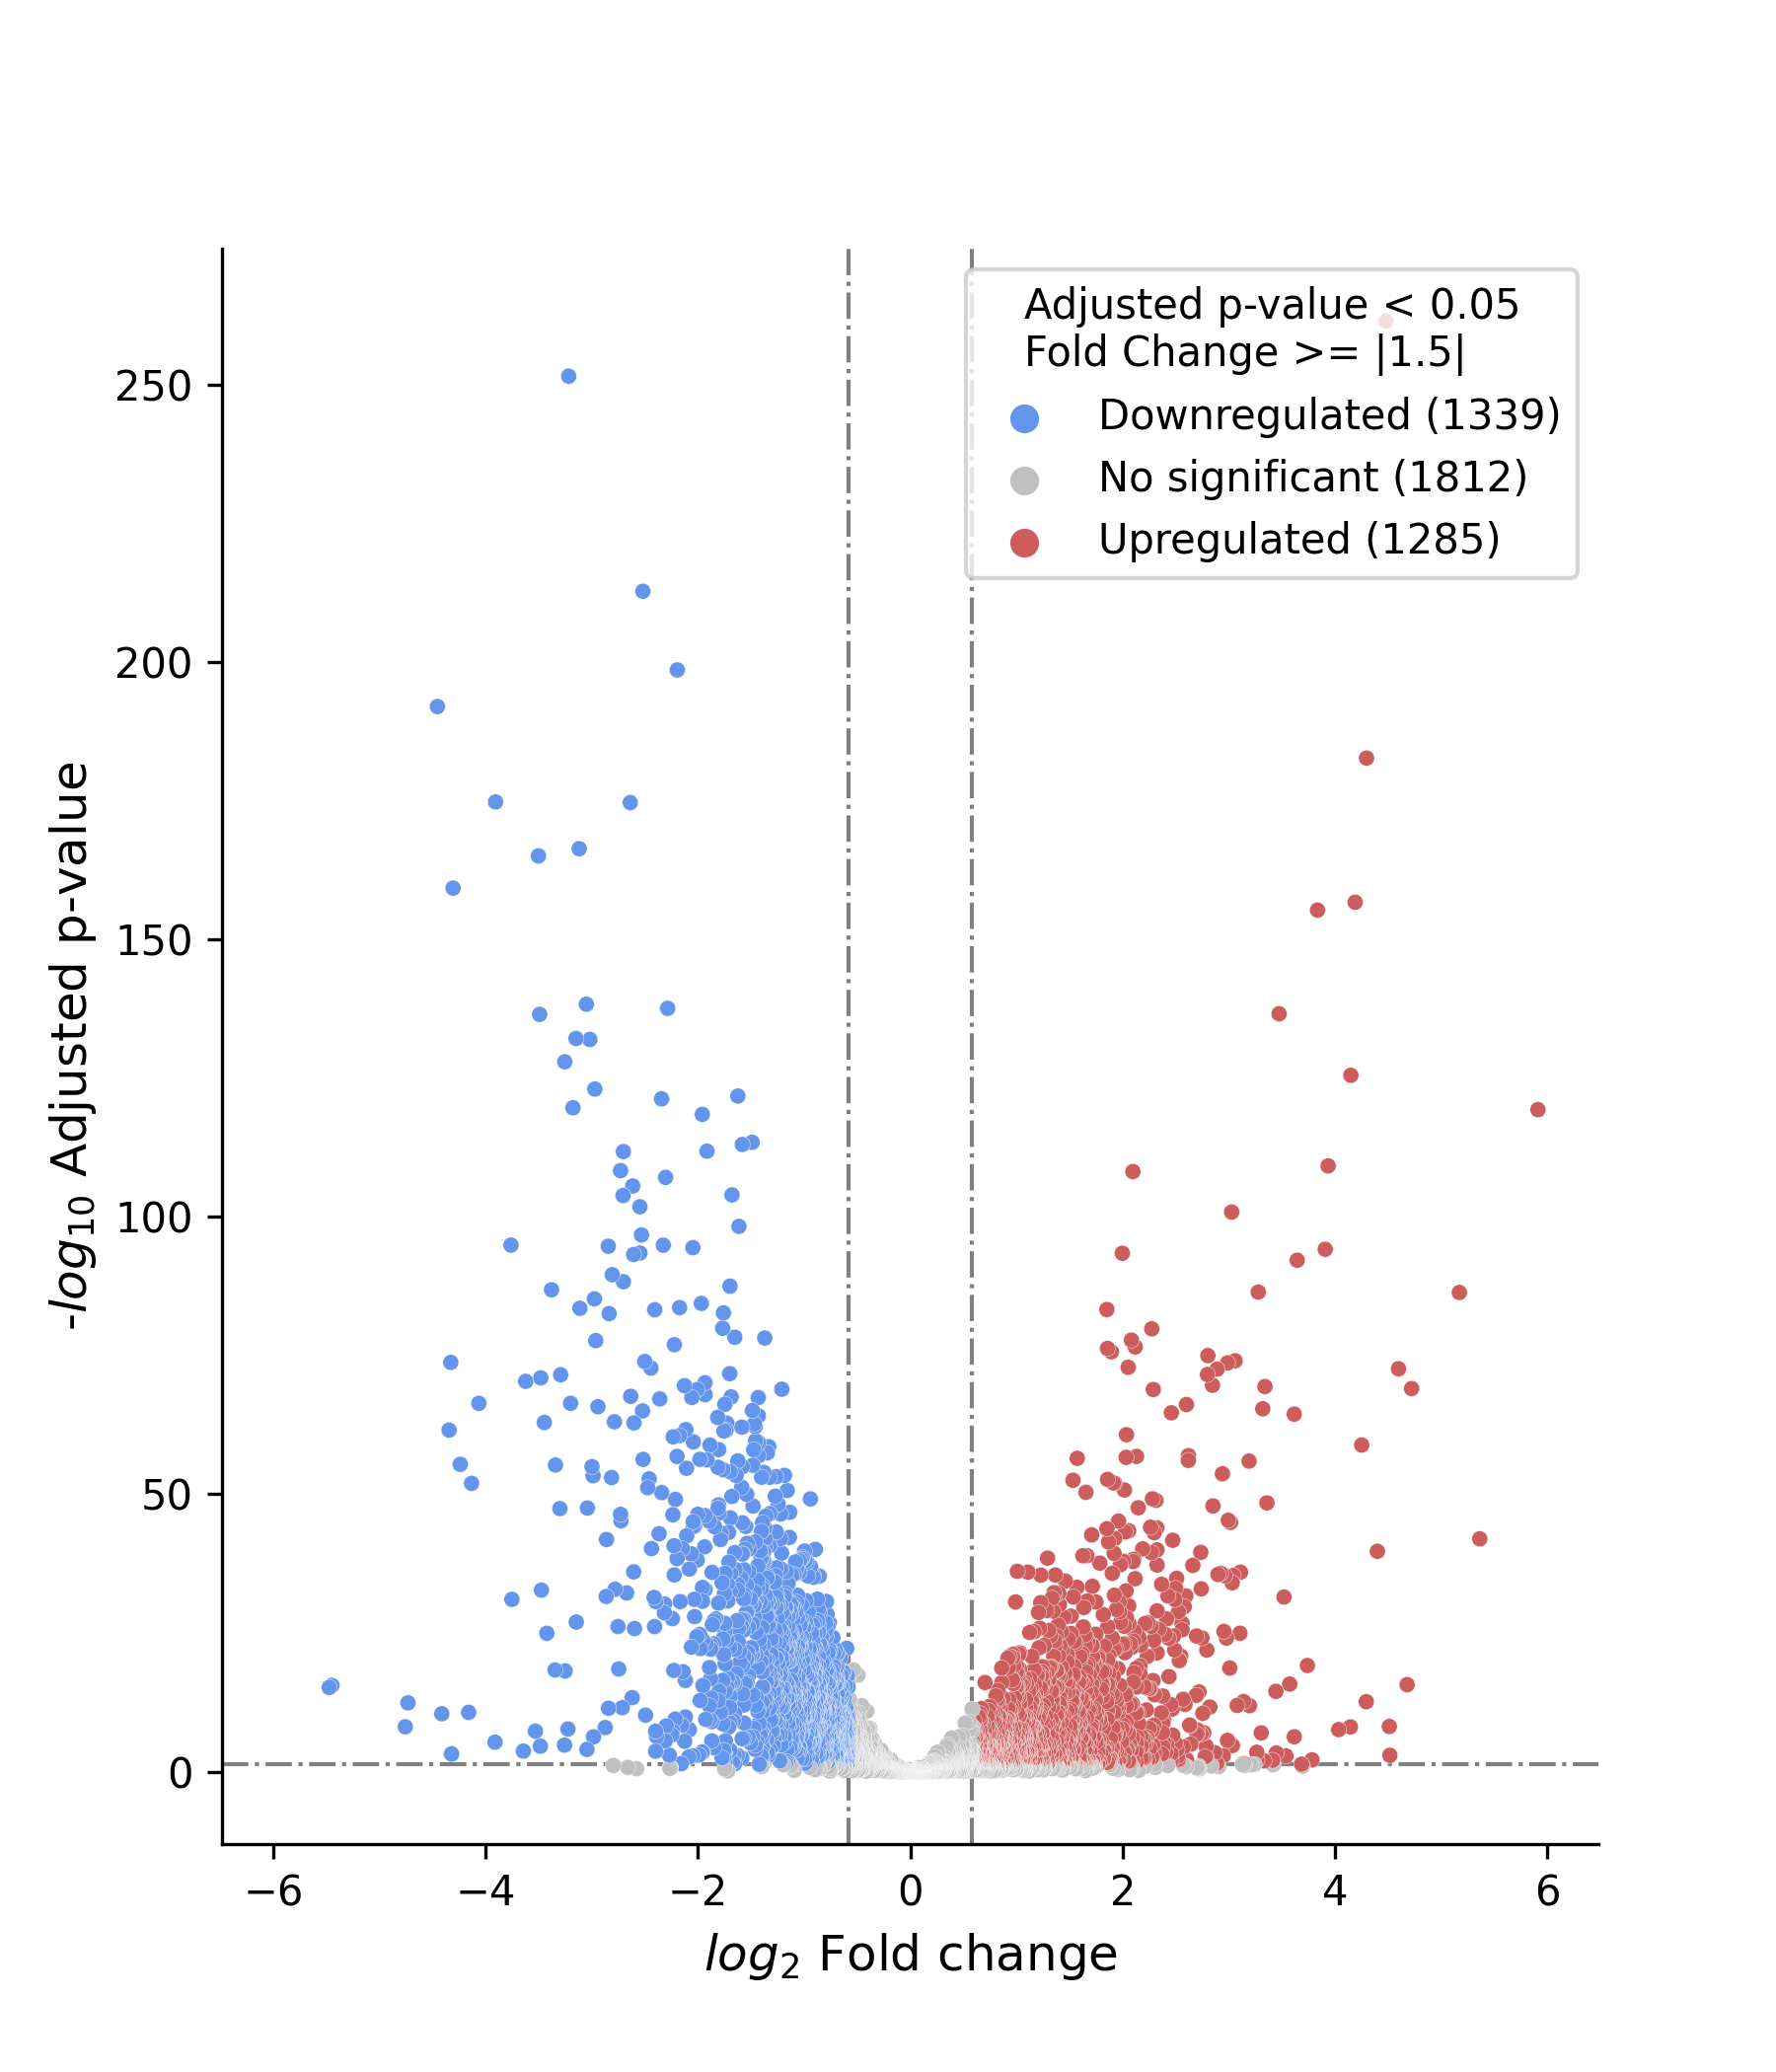 Adjusted p-value < 0.05
Fold Change >= |1.5|
Downregulated (1339)
No significant (1812)
Upregulated (1285)
250
200
150
100
50
0
-log10 Adjusted p-value
−6 −4 −2 0 2 4 6
log2 Fold change